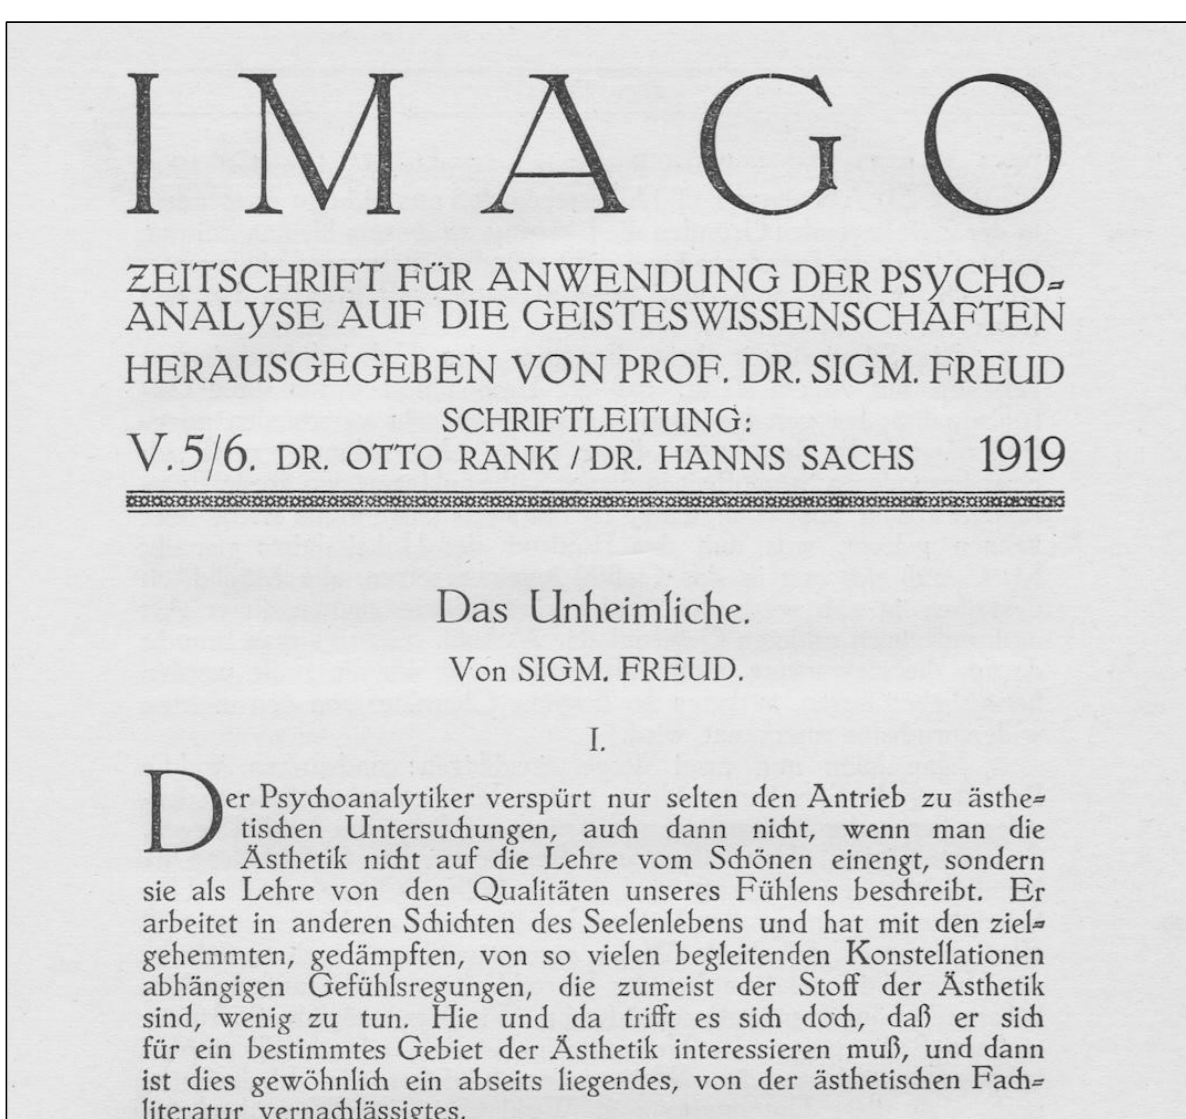 IMAGO
ZEITSCHRIFT FÜR ANWENDUNG DER PSYCHO=
ANALYSE AUF DIE GEISTESWISSENSCHAFTEN
HERAUSGEGEBEN VON PROF. DR. SIGM. FREUD
SCHRIFTLEITUNG:
V.5/6. DR. OTTO RANK / DR. HANNS SACHS 1919
Das Unheimliche.
Von SIGM. FREUD.
I.
Der Psychoanalytiker verspürt nur selten den Antrieb zu ästhe=
tischen Untersuchungen, auch dann nicht, wenn man die
Ästhetik nicht auf die Lehre vom Schönen einengt, sondern
sie als Lehre von den Qualitäten unseres Fühlens beschreibt. Er
arbeitet in anderen Schichten des Seelenlebens und hat mit den ziel=
gehemmten, gedämpften, von so vielen begleitenden Konstellationen
abhängigen Gefühlsregungen, die zumeist der Stoff der Ästhetik
sind, wenig zu tun. Hie und da trifft es sich doch, daß er sich
für ein bestimmtes Gebiet der Ästhetik interessieren muß, und dann
ist dies gewöhnlich ein abseits liegendes, von der ästhetischen Fach=
literatur vernachlässigtes.